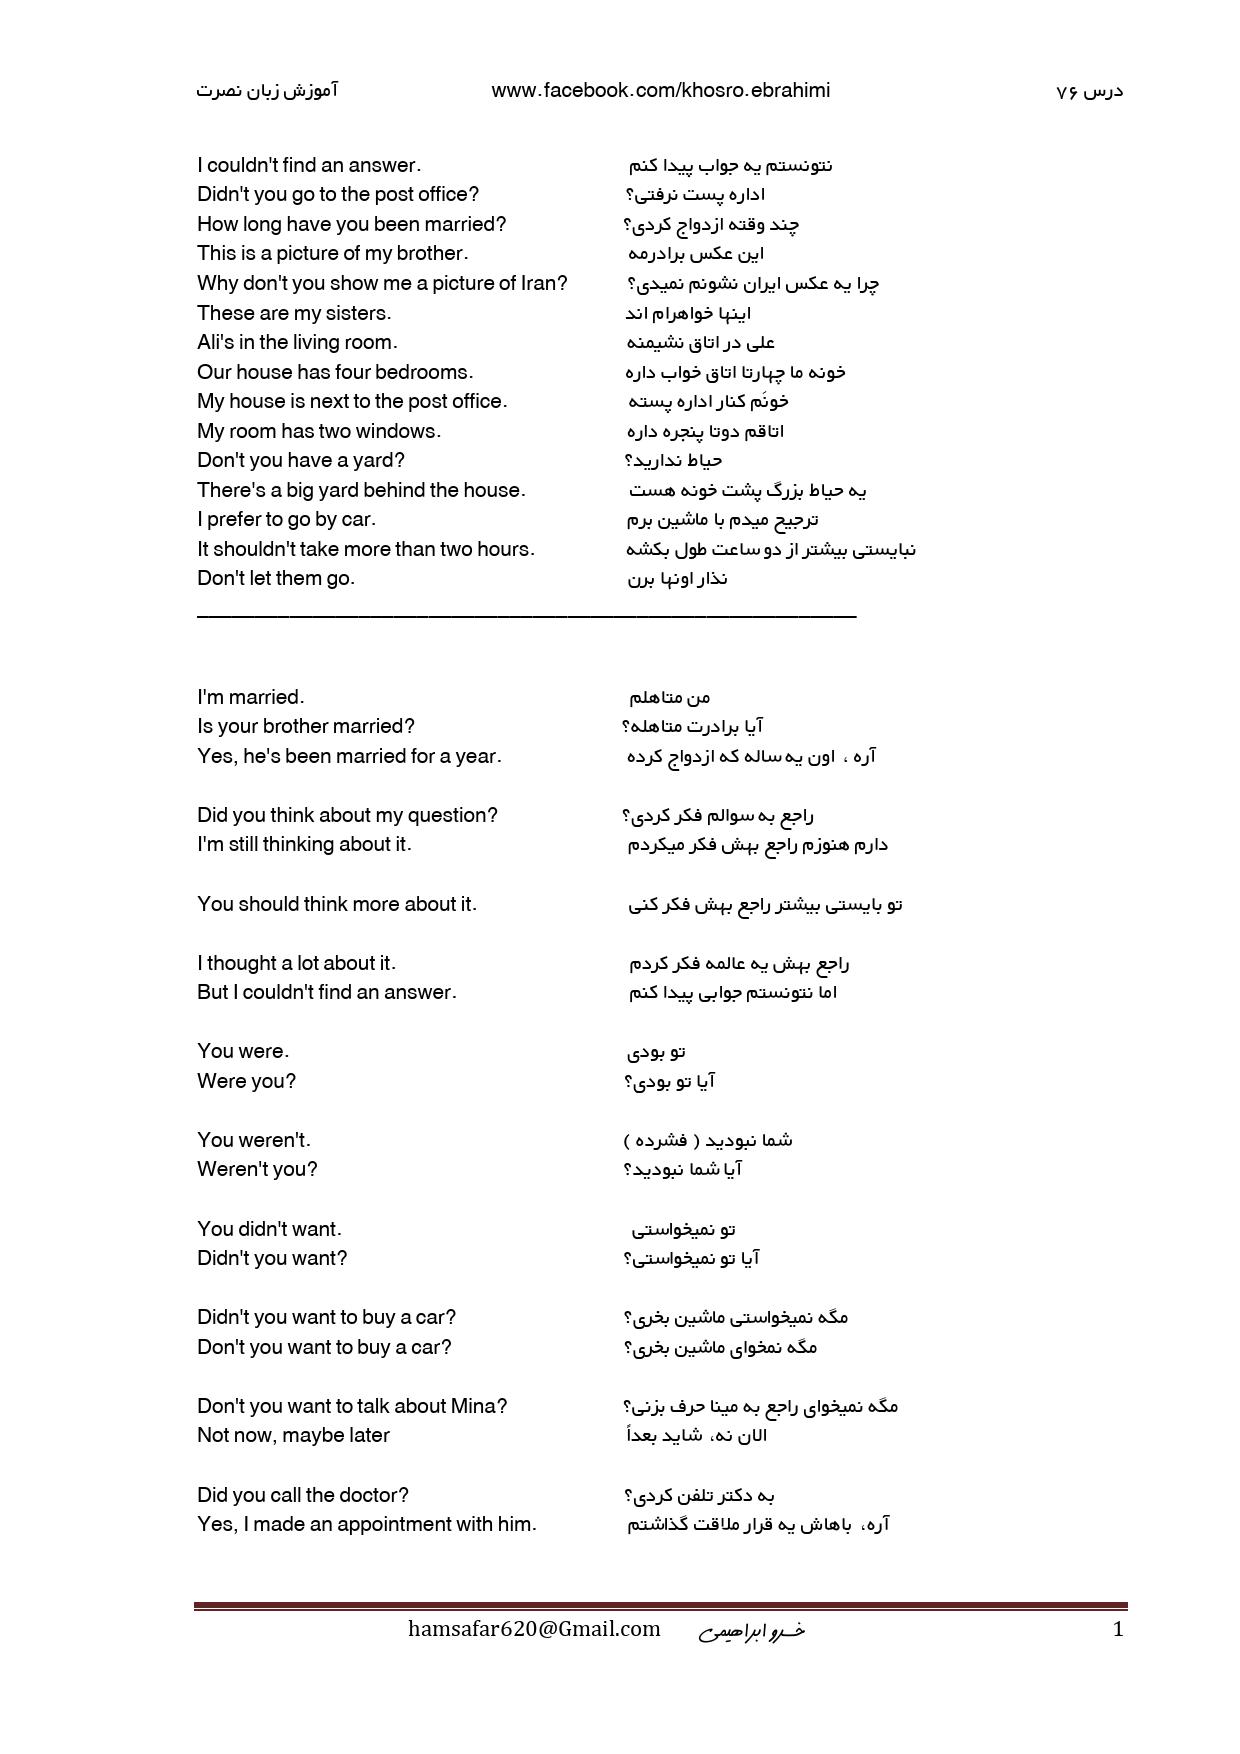 آموزش زبان نصرت www.facebook.com/khosro.ebrahimi درس ۷۶
I couldn't find an answer. نتونستم یه جواب پیدا کنم
Didn't you go to the post office? اداره پست نرفتی؟
How long have you been married? چند وقته ازدواج کردی؟
This is a picture of my brother. این عکس برادرمه
Why don't you show me a picture of Iran? چرا یه عکس ایران نشونم نمیدی؟
These are my sisters. اینها خواهرام اند
Ali's in the living room. علی در اتاق نشیمنه
Our house has four bedrooms. خونه ما چهارتا اتاق خواب داره
My house is next to the post office. خونَم کنار اداره پسته
My room has two windows. اتاقم دوتا پنجره داره
Don't you have a yard? حیاط ندارید؟
There's a big yard behind the house. یه حیاط بزرگ پشت خونه هست
I prefer to go by car. ترجیح میدم با ماشین برم
It shouldn't take more than two hours. نبایستی بیشتر از دو ساعت طول بکشه
Don't let them go. نذار اونها برن
I'm married. من متاهلم
Is your brother married? آیا برادرت متاهله؟
Yes, he's been married for a year. آره ، اون یه ساله که ازدواج کرده
Did you think about my question? راجع به سوالم فکر کردی؟
I'm still thinking about it. دارم هنوزم راجع بهش فکر میکردم
You should think more about it. تو بایستی بیشتر راجع بهش فکر کنی
I thought a lot about it. راجع بهش یه عالمه فکر کردم
But I couldn't find an answer. اما نتونستم جوابی پیدا کنم
You were. تو بودی
Were you? آیا تو بودی؟
You weren't. شما نبودید ( فشرده )
Weren't you? آیا شما نبودید؟
You didn't want. تو نمیخواستی
Didn't you want? آیا تو نمیخواستی؟
Didn't you want to buy a car? مگه نمیخواستی ماشین بخری؟
Don't you want to buy a car? مگه نمخوای ماشین بخری؟
Don't you want to talk about Mina? مگه نمیخوای راجع به مینا حرف بزنی؟
Not now, maybe later الان نه، شاید بعداً
Did you call the doctor? به دکتر تلفن کردی؟
Yes, I made an appointment with him. آره، باهاش یه قرار ملاقت گذاشتم
hamsafar620@Gmail.com خسرو ابراهیمی 1